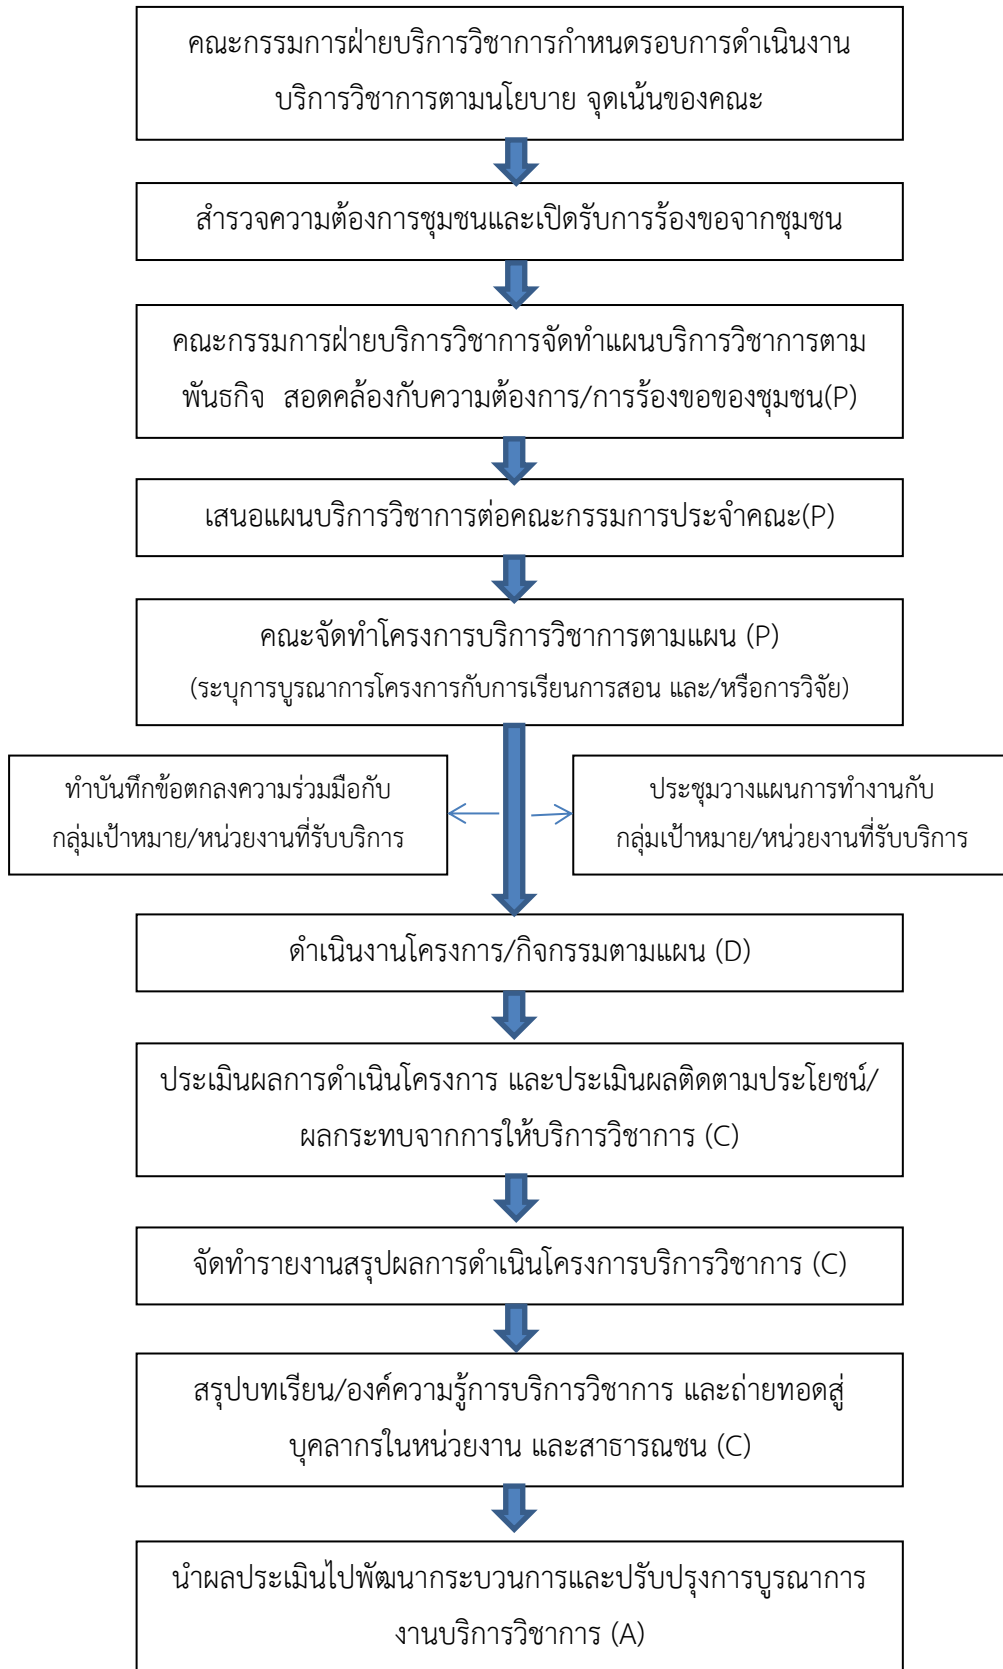 คณะกรรมการฝ่ายบริการวิชาการกำหนดรอบการดำเนินงาน
บริการวิชาการตามนโยบาย จุดเน้นของคณะ
สำรวจความต้องการชุมชนและเปิดรับการร้องขอจากชุมชน
คณะกรรมการฝ่ายบริการวิชาการจัดทำแผนบริการวิชาการตาม
พันธกิจ สอดคล้องกับความต้องการ/การร้องขอของชุมชน(P)
เสนอแผนบริการวิชาการต่อคณะกรรมการประจำคณะ(P)
คณะจัดทำโครงการบริการวิชาการตามแผน (P)
(ระบุการบูรณาการโครงการกับการเรียนการสอน และ/หรือการวิจัย)
ทำบันทึกข้อตกลงความร่วมมือกับ
กลุ่มเป้าหมาย/หน่วยงานที่รับบริการ
ประชุมวางแผนการทำงานกับ
กลุ่มเป้าหมาย/หน่วยงานที่รับบริการ
ดำเนินงานโครงการ/กิจกรรมตามแผน (D)
ประเมินผลการดำเนินโครงการ และประเมินผลติดตามประโยชน์/
ผลกระทบจากการให้บริการวิชาการ (C)
จัดทำรายงานสรุปผลการดำเนินโครงการบริการวิชาการ (C)
สรุปบทเรียน/องค์ความรู้การบริการวิชาการ และถ่ายทอดสู่
บุคลากรในหน่วยงาน และสาธารณชน (C)
นำผลประเมินไปพัฒนากระบวนการและปรับปรุงการบูรณาการ
งานบริการวิชาการ (A)